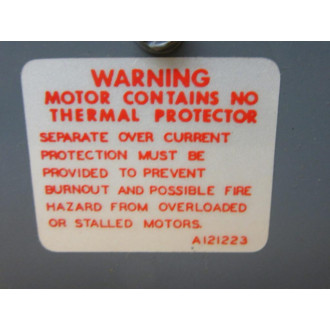 WARNING
MOTOR CONTAINS NO
THERMAL PROTECTOR
SEPARATE OVER CURRENT
PROTECTION MUST BE
PROVIDED TO PREVENT
BURNOUT AND POSSIBLE FIRE
HAZARD FROM OVERLOADED
OR STALLED MOTORS.
A121223